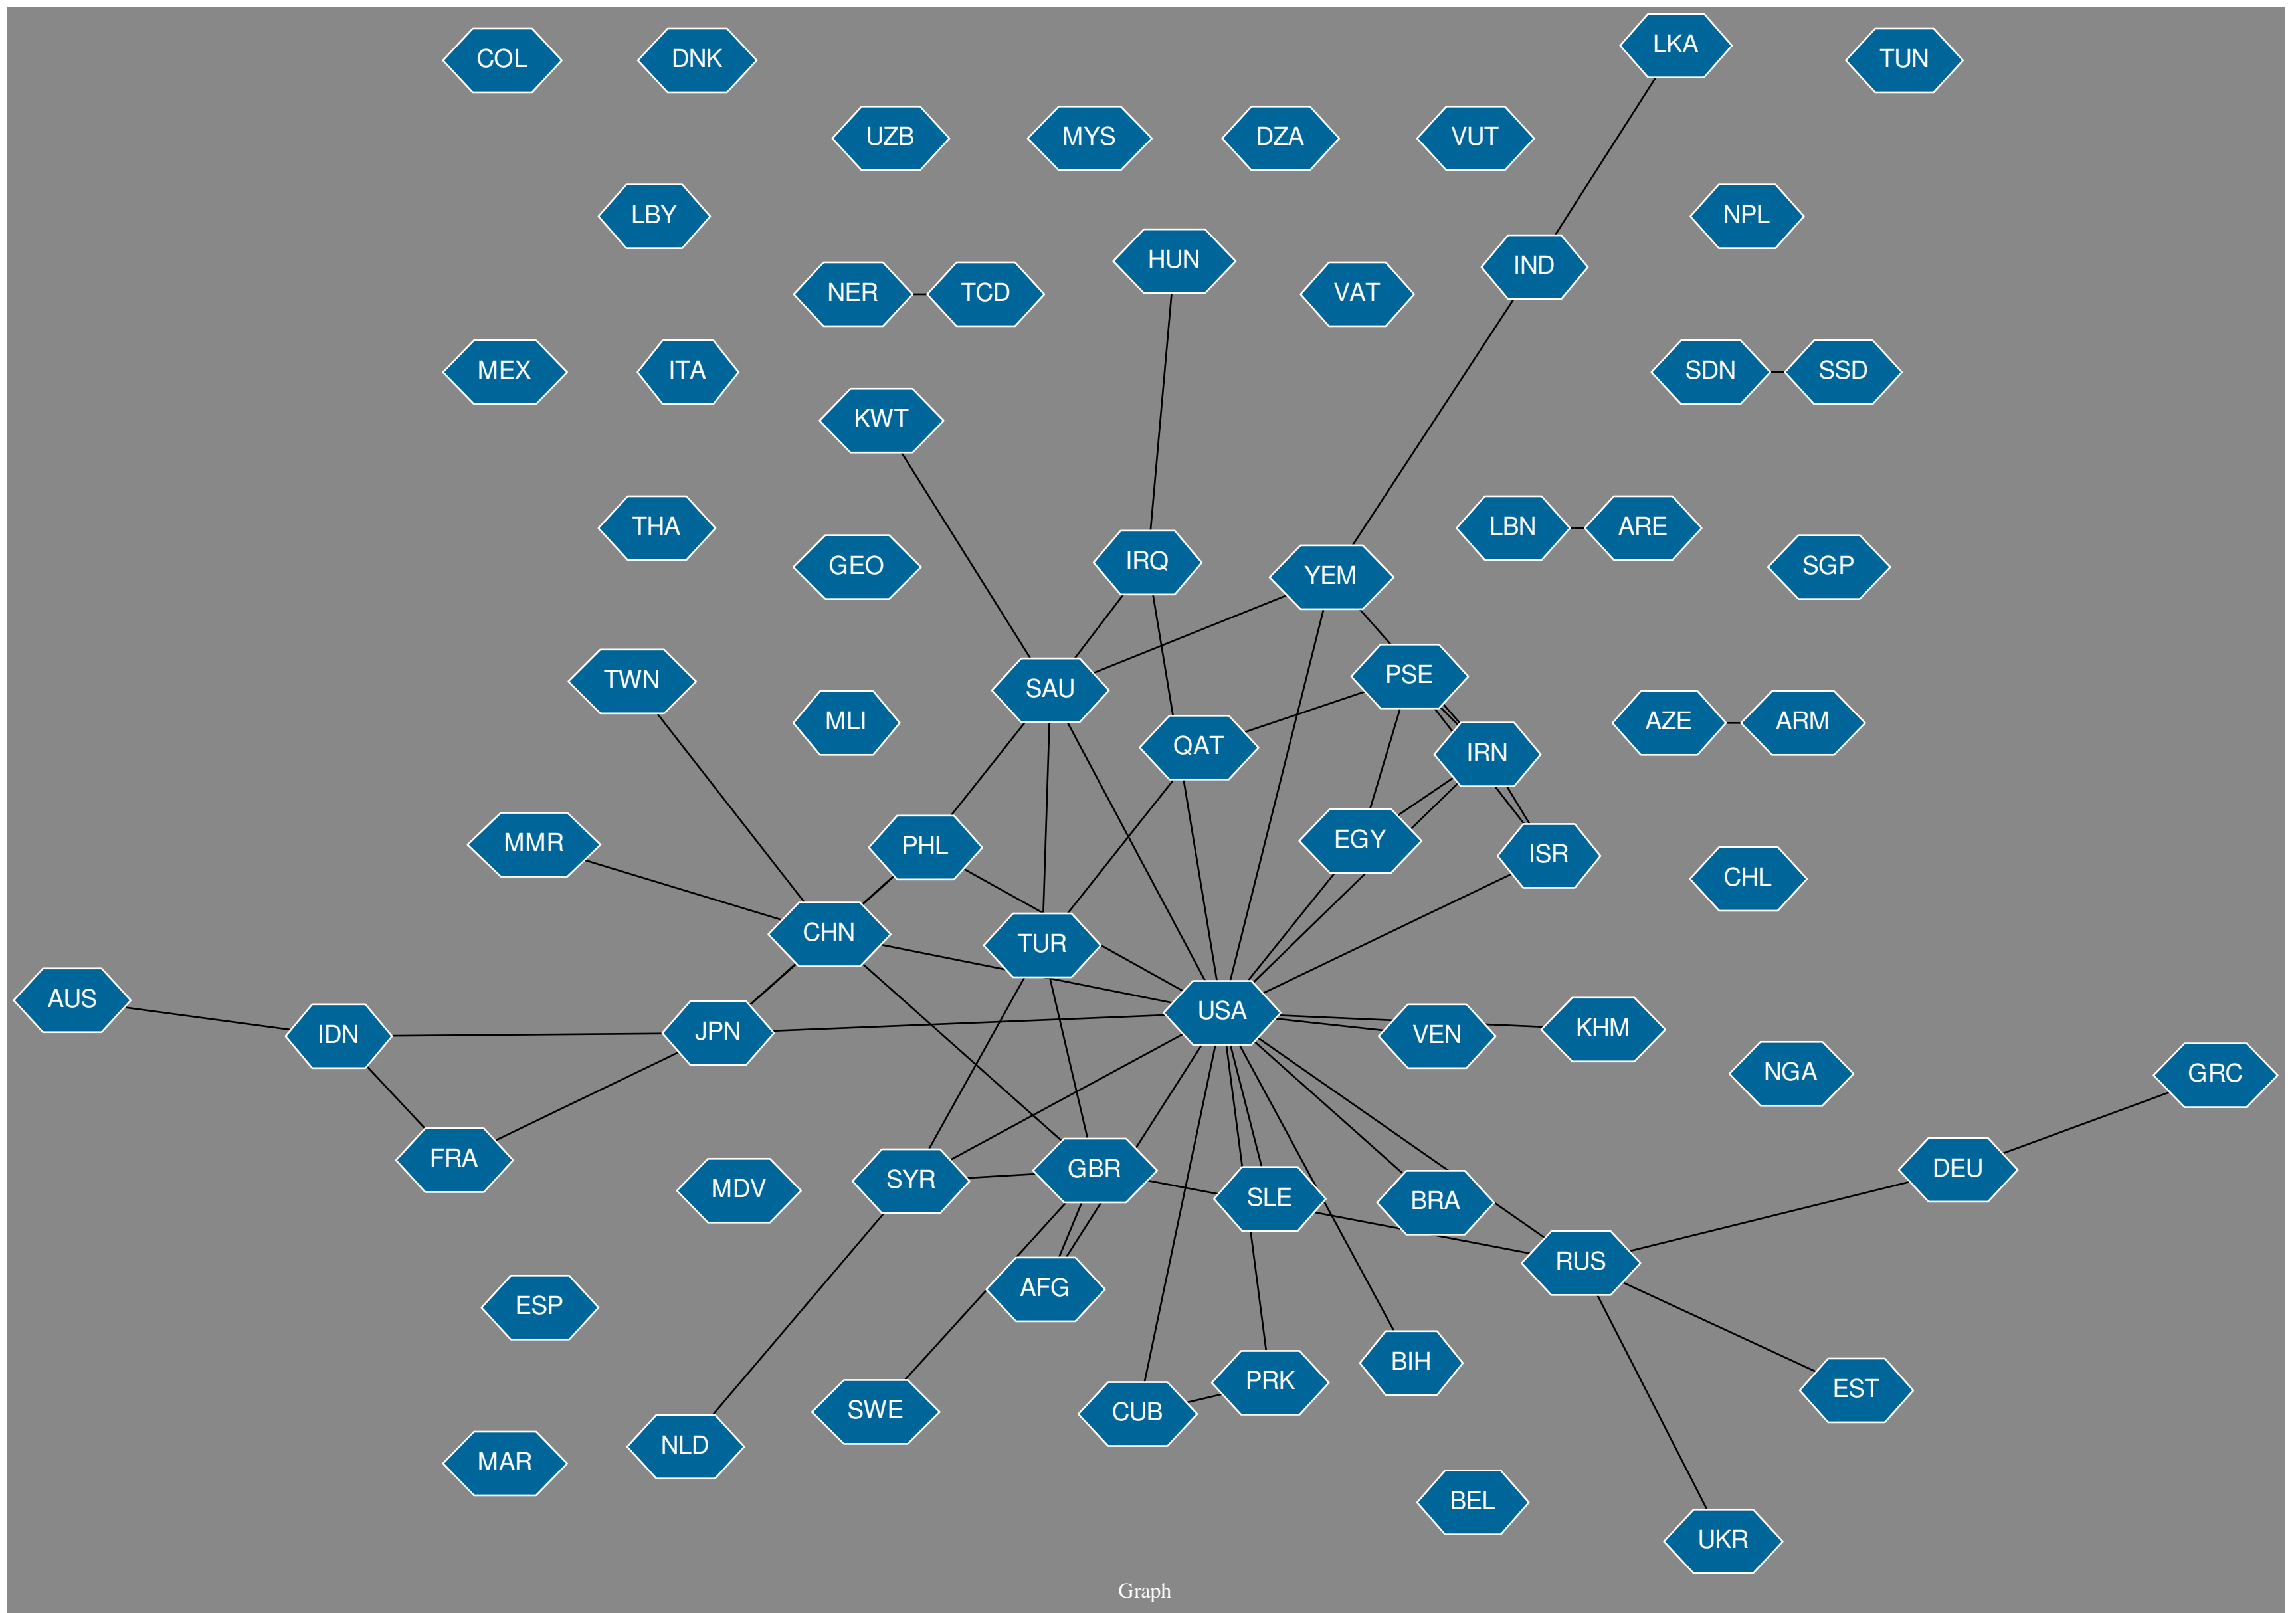 COL
DNK
LKA
TUN
UZB
MYS
DZA
VUT
LBY
NPL
HUN
IND
NER
TCD
VAT
MEX
ITA
SDN
SSD
KWT
THA
LBN
ARE
GEO
IRQ
YEM
SGP
TWN
SAU
PSE
MLI
QAT
IRN
AZE
ARM
MMR
PHL
EGY
ISR
CHL
CHN
TUR
AUS
IDN
JPN
USA
VEN
KHM
NGA
GRC
FRA
MDV
SYR
GBR
SLE
BRA
DEU
RUS
ESP
AFG
MAR
NLD
SWE
CUB
PRK
BIH
EST
BEL
UKR
Graph